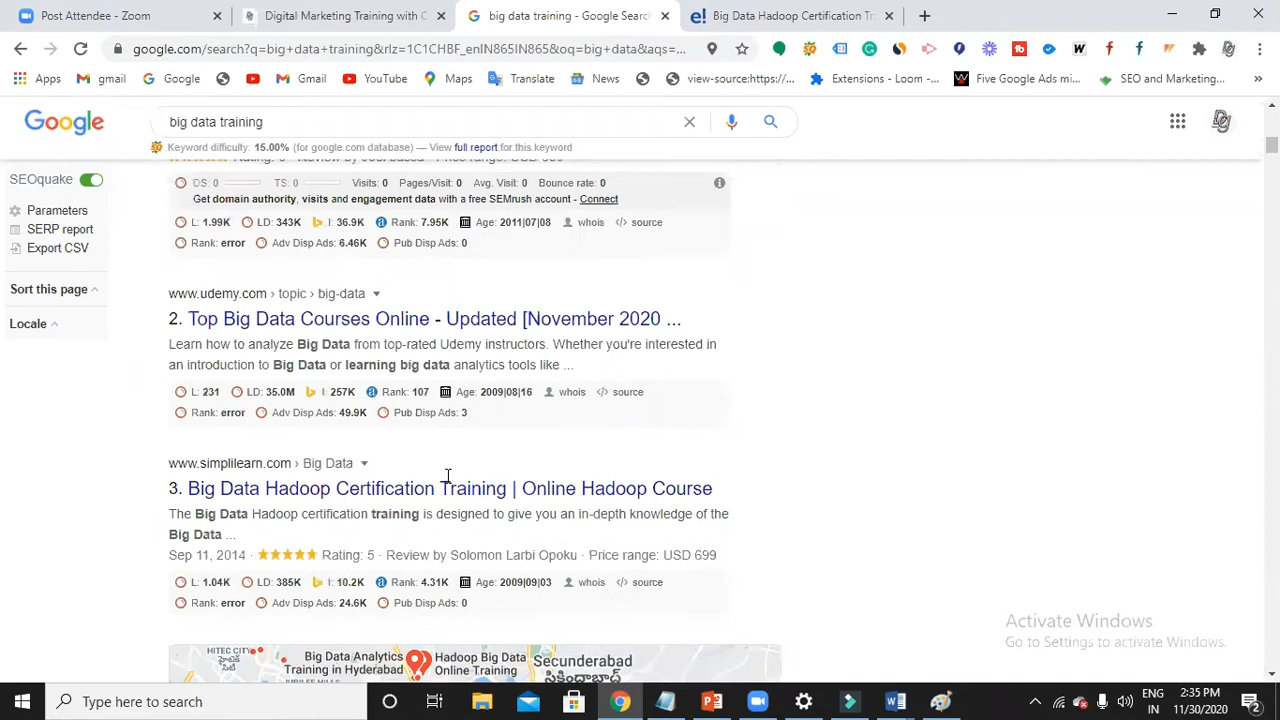 Post Attendee - Zoom
Digital Marketing Training with C
big data training - Google Search
Big Data Hadoop Certification Tra
google.com/search?q=big+data+training&rlz=1C1CHBF_enIN865IN865&oq=big+data&aqs=...
Apps
gmail
Google
Gmail
YouTube
Maps
Translate
News
view-source:https://...
Extensions - Loom -...
Five Google Ads mi...
SEO and Marketing...
Google
big data training
Keyword difficulty: 15.00% (for google.com database) - View full report for this keyword
SEOquake
Parameters
SERP report
Export CSV
Sort this page
Locale
DS: 0 TS: 0 Visits: 0 Pages/Visit: 0 Avg. Visit: 0 Bounce rate: 0
Get domain authority, visits and engagement data with a free SEMrush account - Connect
L: 1.99K LD: 343K I: 36.9K Rank: 7.95K Age: 2011|07|08 whois source
Rank: error Adv Disp Ads: 6.46K Pub Disp Ads: 0
www.udemy.com › topic › big-data
2. Top Big Data Courses Online - Updated [November 2020 ...
Learn how to analyze Big Data from top-rated Udemy instructors. Whether you're interested in
an introduction to Big Data or learning big data analytics tools like ...
L: 231 LD: 35.0M I: 257K Rank: 107 Age: 2009|08|16 whois source
Rank: error Adv Disp Ads: 49.9K Pub Disp Ads: 3
www.simplilearn.com › Big Data
3. Big Data Hadoop Certification Training | Online Hadoop Course
The Big Data Hadoop certification training is designed to give you an in-depth knowledge of the
Big Data ...
Sep 11, 2014 · Rating: 5 · Review by Solomon Larbi Opoku · Price range: USD 699
L: 1.04K LD: 385K I: 10.2K Rank: 4.31K Age: 2009|09|03 whois source
Rank: error Adv Disp Ads: 24.6K Pub Disp Ads: 0
HITEC CITY
Big Data Analytics
Training in Hyderabad
JUBILEE HILLS
Hadoop Big Data
Online Training
Secunderabad
సికింద్రాబాద్
Activate Windows
Go to Settings to activate Windows.
Type here to search
ENG
IN
2:35 PM
11/30/2020
2